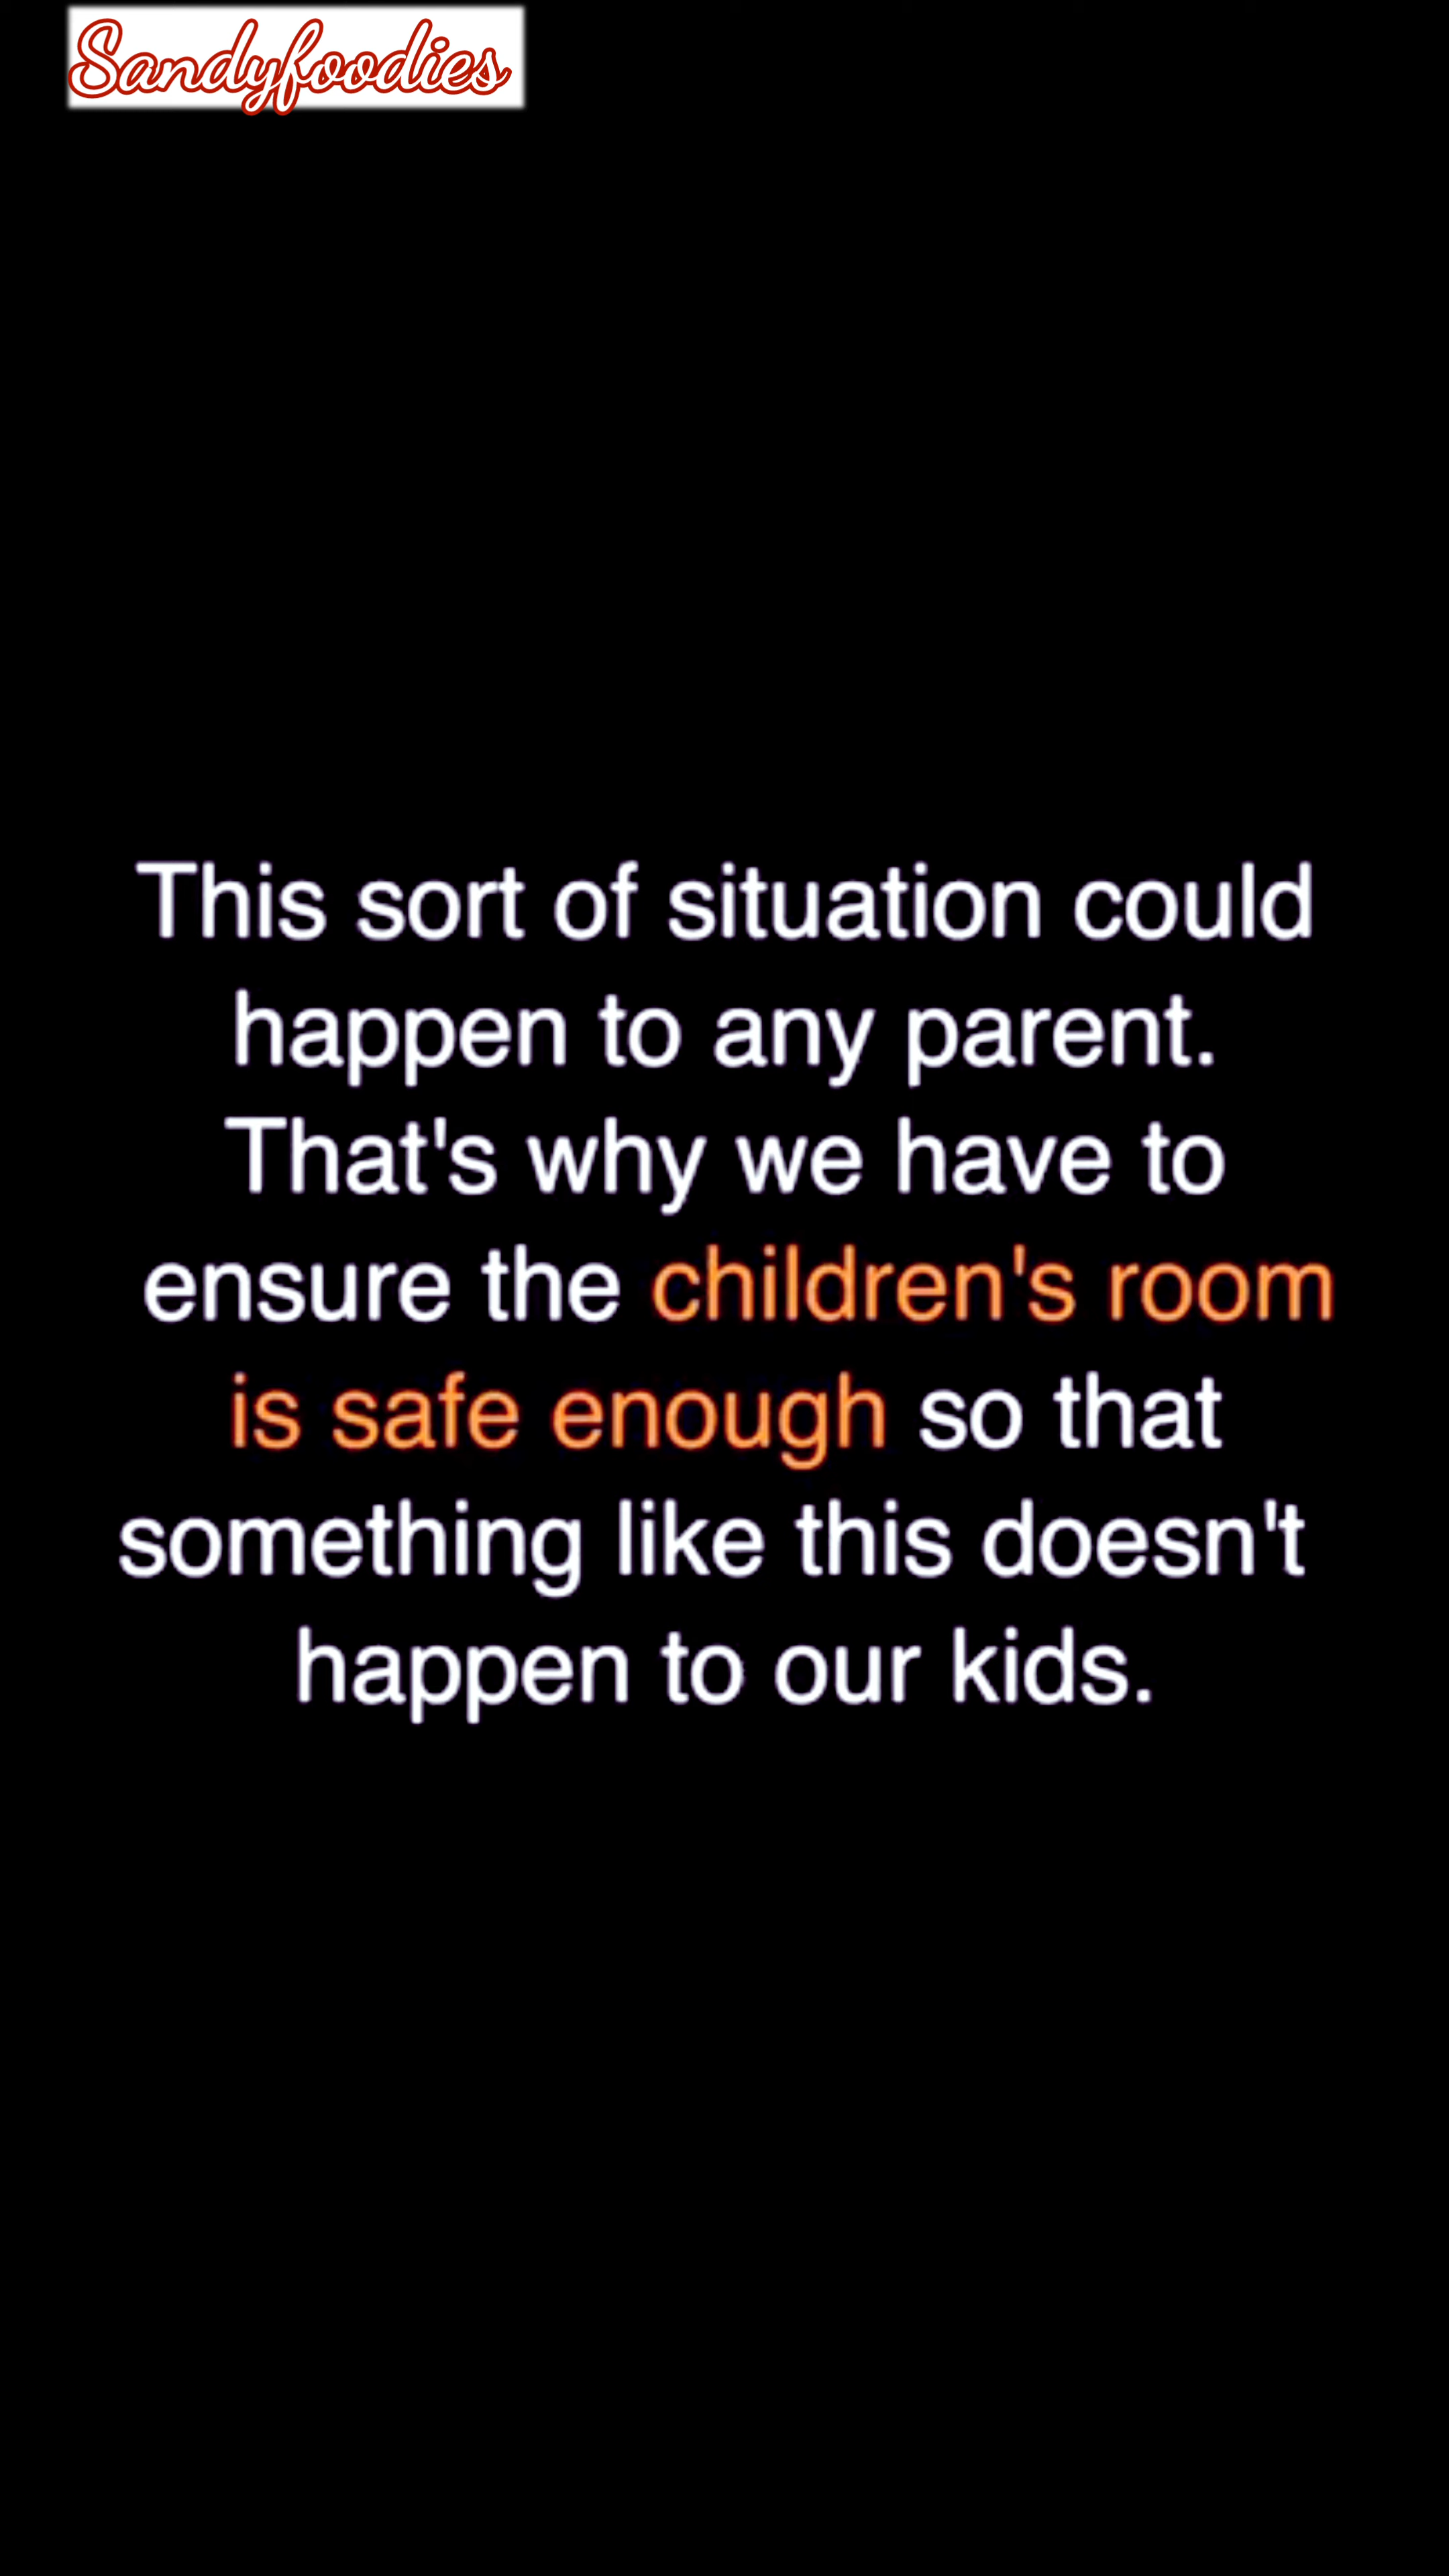 Sandyfoodies
This sort of situation could
happen to any parent.
That's why we have to
ensure the children's room
is safe enough so that
something like this doesn't
happen to our kids.